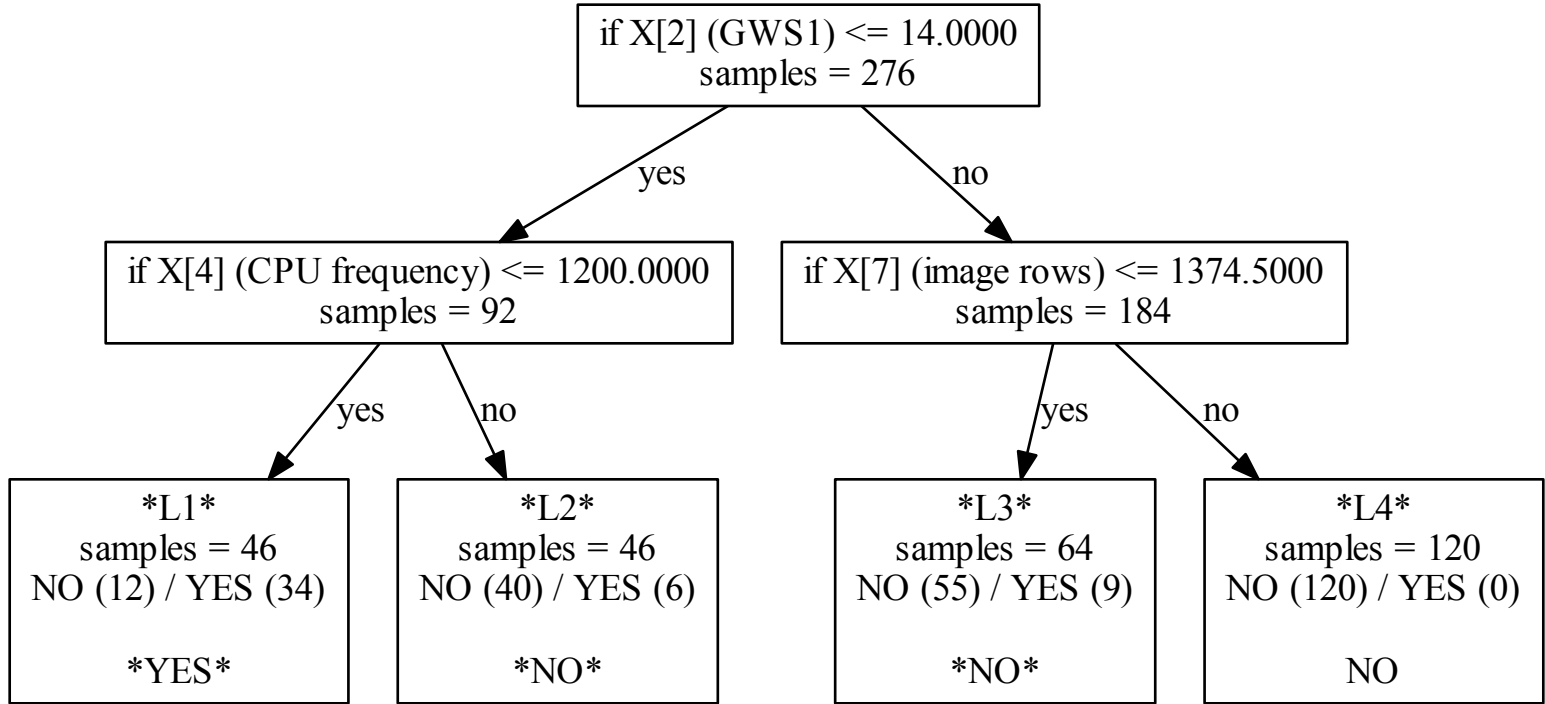 if X[2] (GWS1) <= 14.0000
samples = 276
yes
no
if X[4] (CPU frequency) <= 1200.0000
samples = 92
if X[7] (image rows) <= 1374.5000
samples = 184
yes
no
yes
no
*L1*
samples = 46
NO (12) / YES (34)
*YES*
*L2*
samples = 46
NO (40) / YES (6)
*NO*
*L3*
samples = 64
NO (55) / YES (9)
*NO*
*L4*
samples = 120
NO (120) / YES (0)
NO